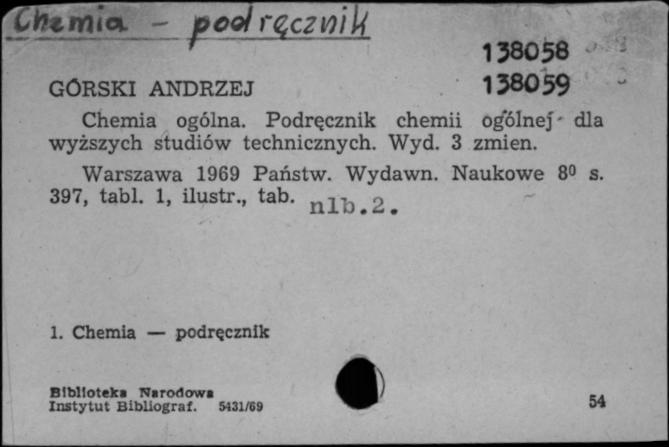 Chemia - podręcznik
138058
138059
GÓRSKI ANDRZEJ
Chemia ogólna. Podręcznik chemii ogólnej dla
wyższych studiów technicznych. Wyd. 3 zmien.
Warszawa 1969 Państw. Wydawn. Naukowe 8⁰ s.
397, tabl. 1, ilustr., tab. nlb.2.
1. Chemia — podręcznik
Biblioteka Narodowa
Instytut Bibliograf. 5431/69
54